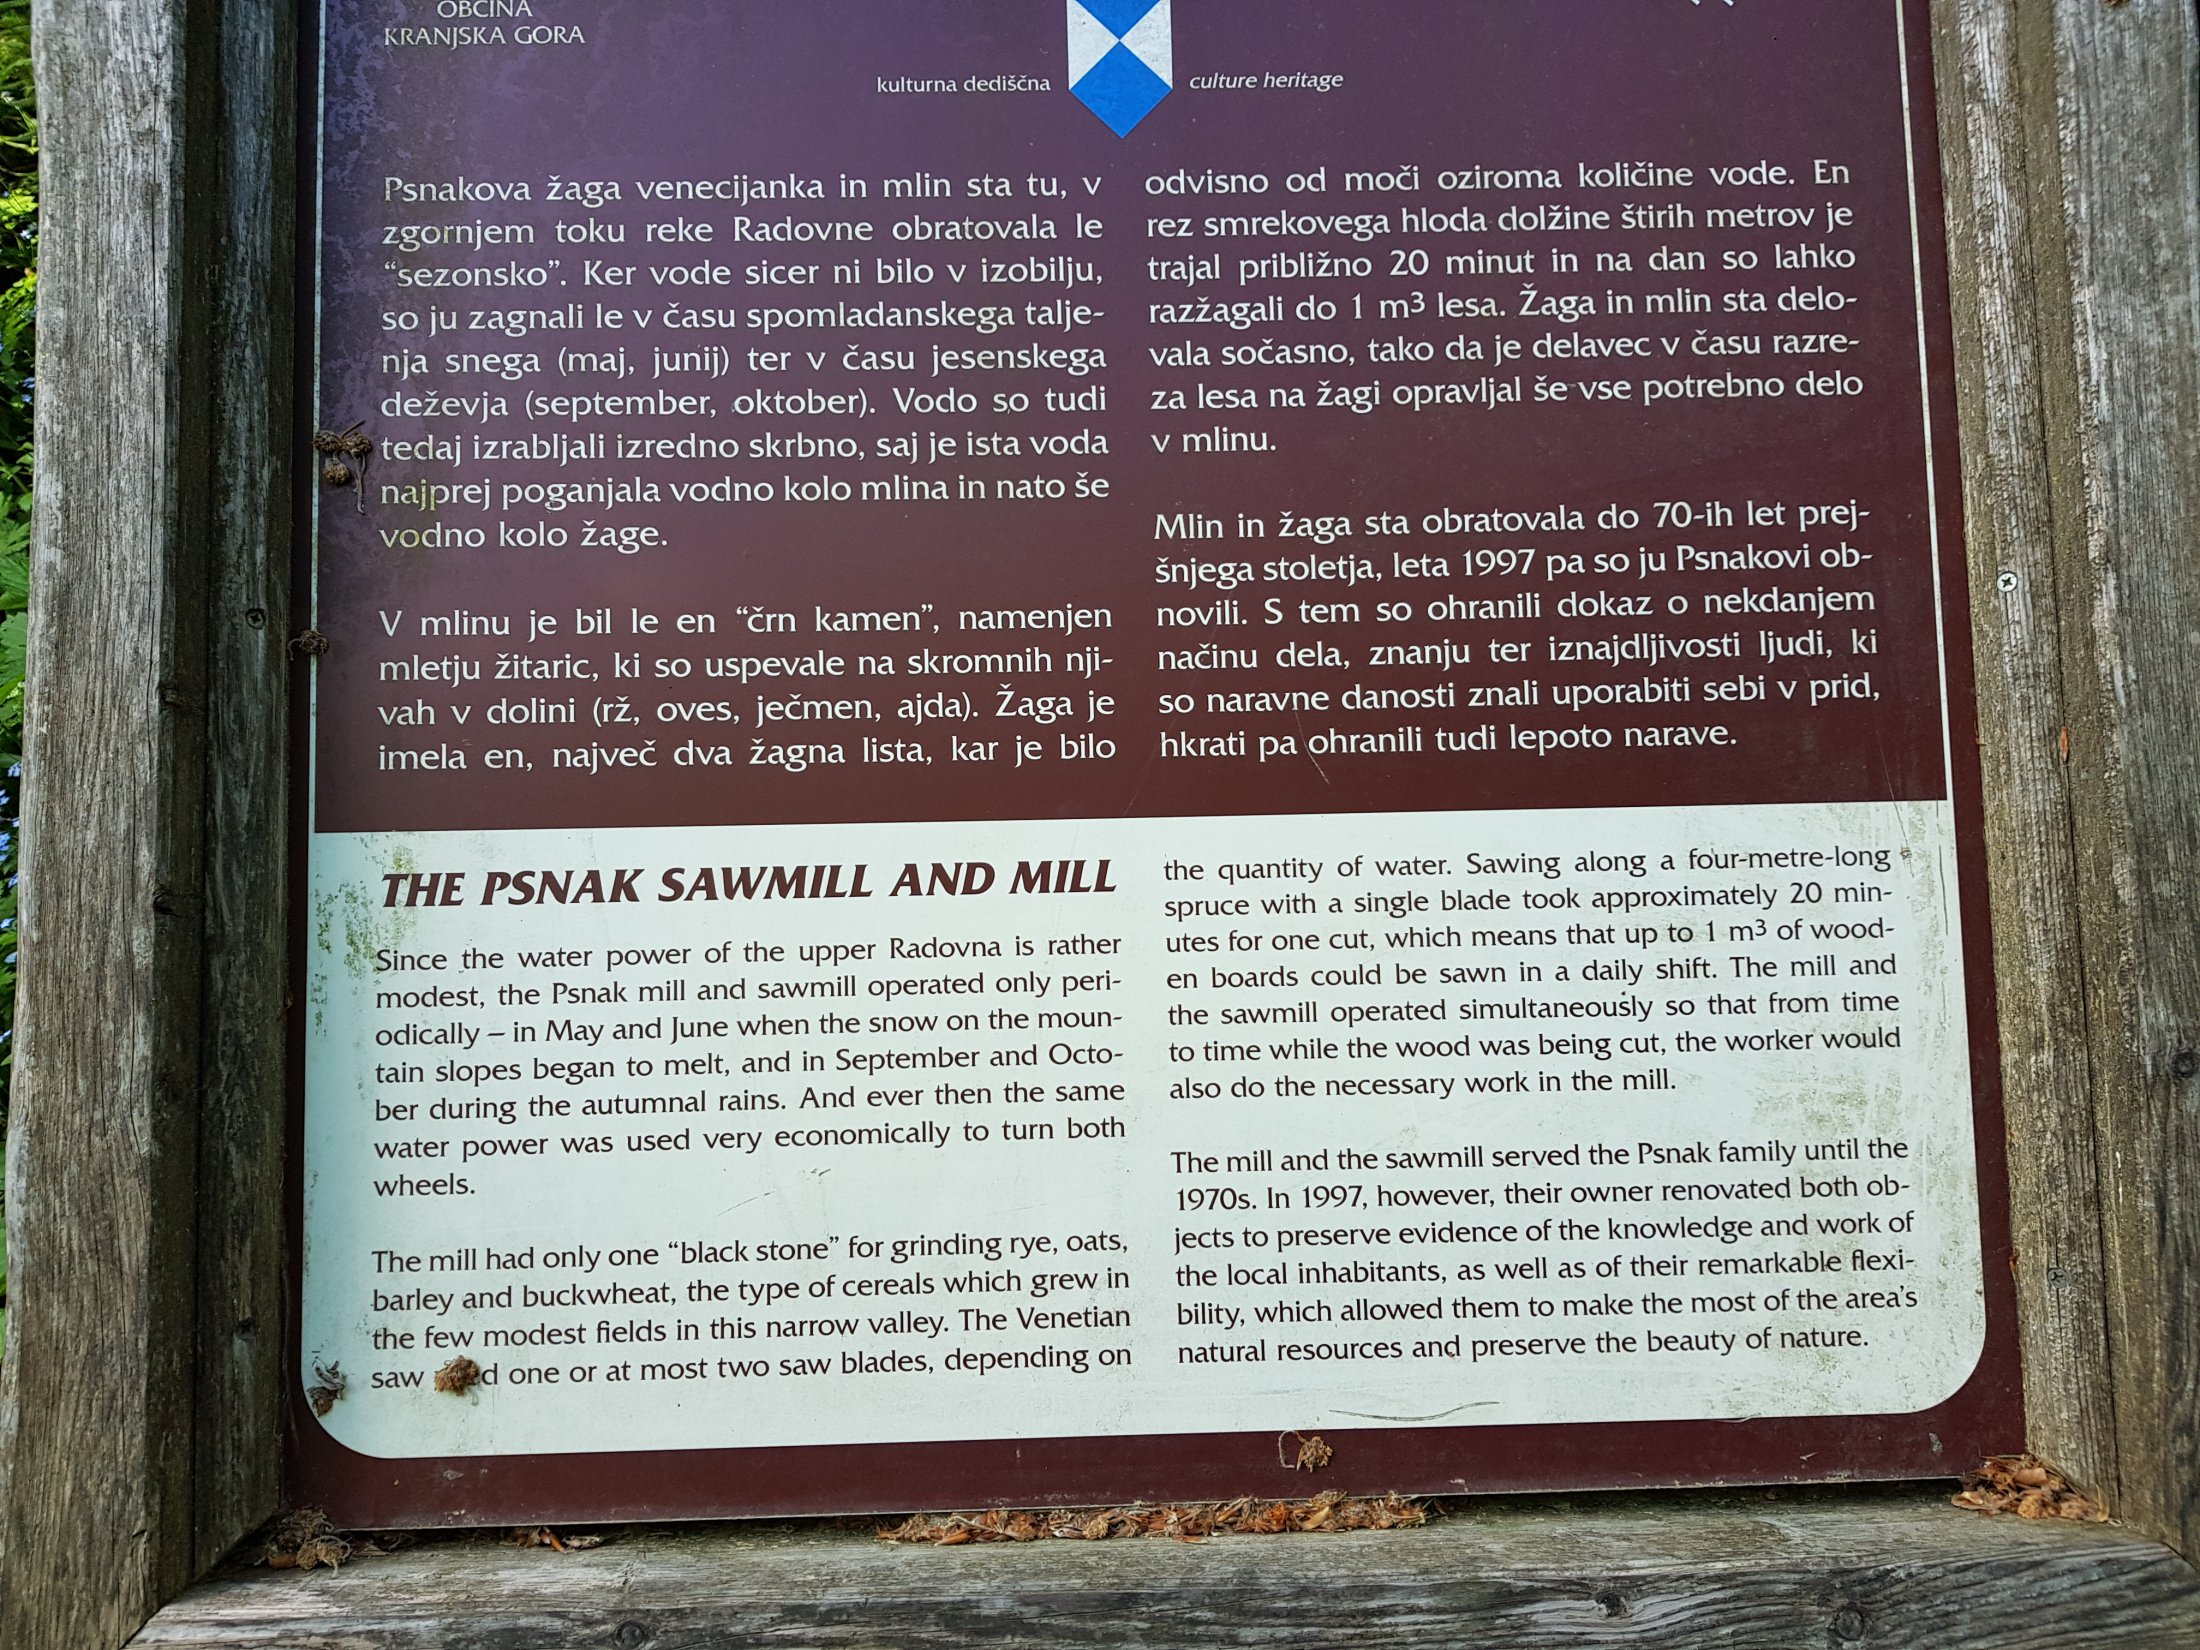 OBČINA
KRANJSKA GORA
kulturna dediščna
culture heritage
Psnakova žaga venecijanka in mlin sta tu, v
zgornjem toku reke Radovne obratovala le
“sezonsko”. Ker vode sicer ni bilo v izobilju,
so ju zagnali le v času spomladanskega talje-
nja snega (maj, junij) ter v času jesenskega
deževja (september, oktober). Vodo so tudi
tedaj izrabljali izredno skrbno, saj je ista voda
najprej poganjala vodno kolo mlina in nato še
vodno kolo žage.
V mlinu je bil le en “črn kamen”, namenjen
mletju žitaric, ki so uspevale na skromnih nji-
vah v dolini (rž, oves, ječmen, ajda). Žaga je
imela en, največ dva žagna lista, kar je bilo
odvisno od moči oziroma količine vode. En
rez smrekovega hloda dolžine štirih metrov je
trajal približno 20 minut in na dan so lahko
razžagali do 1 m3 lesa. Žaga in mlin sta delo-
vala sočasno, tako da je delavec v času razre-
za lesa na žagi opravljal še vse potrebno delo
v mlinu.
Mlin in žaga sta obratovala do 70-ih let prej-
šnjega stoletja, leta 1997 pa so ju Psnakovi ob-
novili. S tem so ohranili dokaz o nekdanjem
načinu dela, znanju ter iznajdljivosti ljudi, ki
so naravne danosti znali uporabiti sebi v prid,
hkrati pa ohranili tudi lepoto narave.
THE PSNAK SAWMILL AND MILL
Since the water power of the upper Radovna is rather
modest, the Psnak mill and sawmill operated only peri-
odically – in May and June when the snow on the moun-
tain slopes began to melt, and in September and Octo-
ber during the autumnal rains. And ever then the same
water power was used very economically to turn both
wheels.
The mill had only one “black stone” for grinding rye, oats,
barley and buckwheat, the type of cereals which grew in
the few modest fields in this narrow valley. The Venetian
saw one or at most two saw blades, depending on
the quantity of water. Sawing along a four-metre-long
spruce with a single blade took approximately 20 min-
utes for one cut, which means that up to 1 m3 of wood-
en boards could be sawn in a daily shift. The mill and
the sawmill operated simultaneously so that from time
to time while the wood was being cut, the worker would
also do the necessary work in the mill.
The mill and the sawmill served the Psnak family until the
1970s. In 1997, however, their owner renovated both ob-
jects to preserve evidence of the knowledge and work of
the local inhabitants, as well as of their remarkable flexi-
bility, which allowed them to make the most of the area's
natural resources and preserve the beauty of nature.